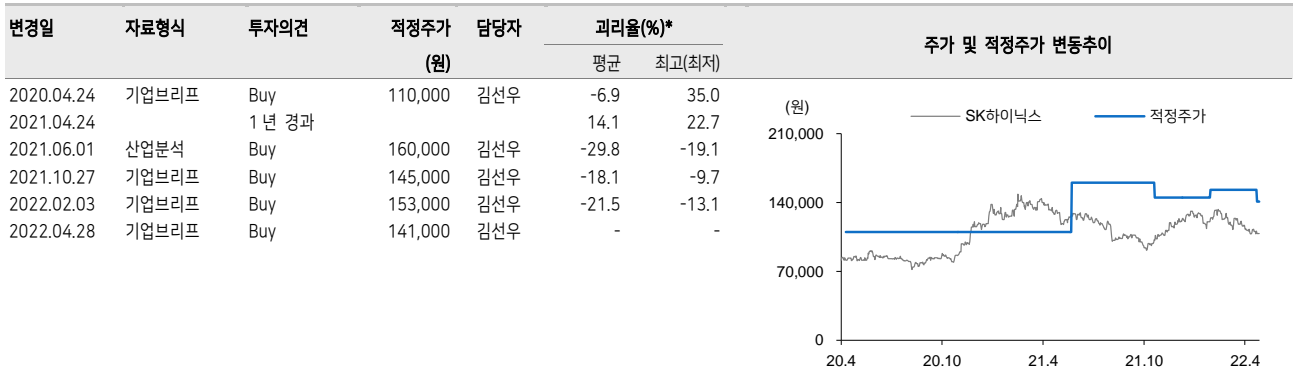 변경일 자료형식 투자의견 적정주가 담당자 괴리율(%)*
(원) 평균 최고(최저)
2020.04.24 기업브리프 Buy 110,000 김선우 -6.9 35.0
2021.04.24 1년 경과 14.1 22.7
2021.06.01 산업분석 Buy 160,000 김선우 -29.8 -19.1
2021.10.27 기업브리프 Buy 145,000 김선우 -18.1 -9.7
2022.02.03 기업브리프 Buy 153,000 김선우 -21.5 -13.1
2022.04.28 기업브리프 Buy 141,000 김선우 - -
주가 및 적정주가 변동추이
(원) SK하이닉스 적정주가
210,000
140,000
70,000
0
20.4 20.10 21.4 21.10 22.4